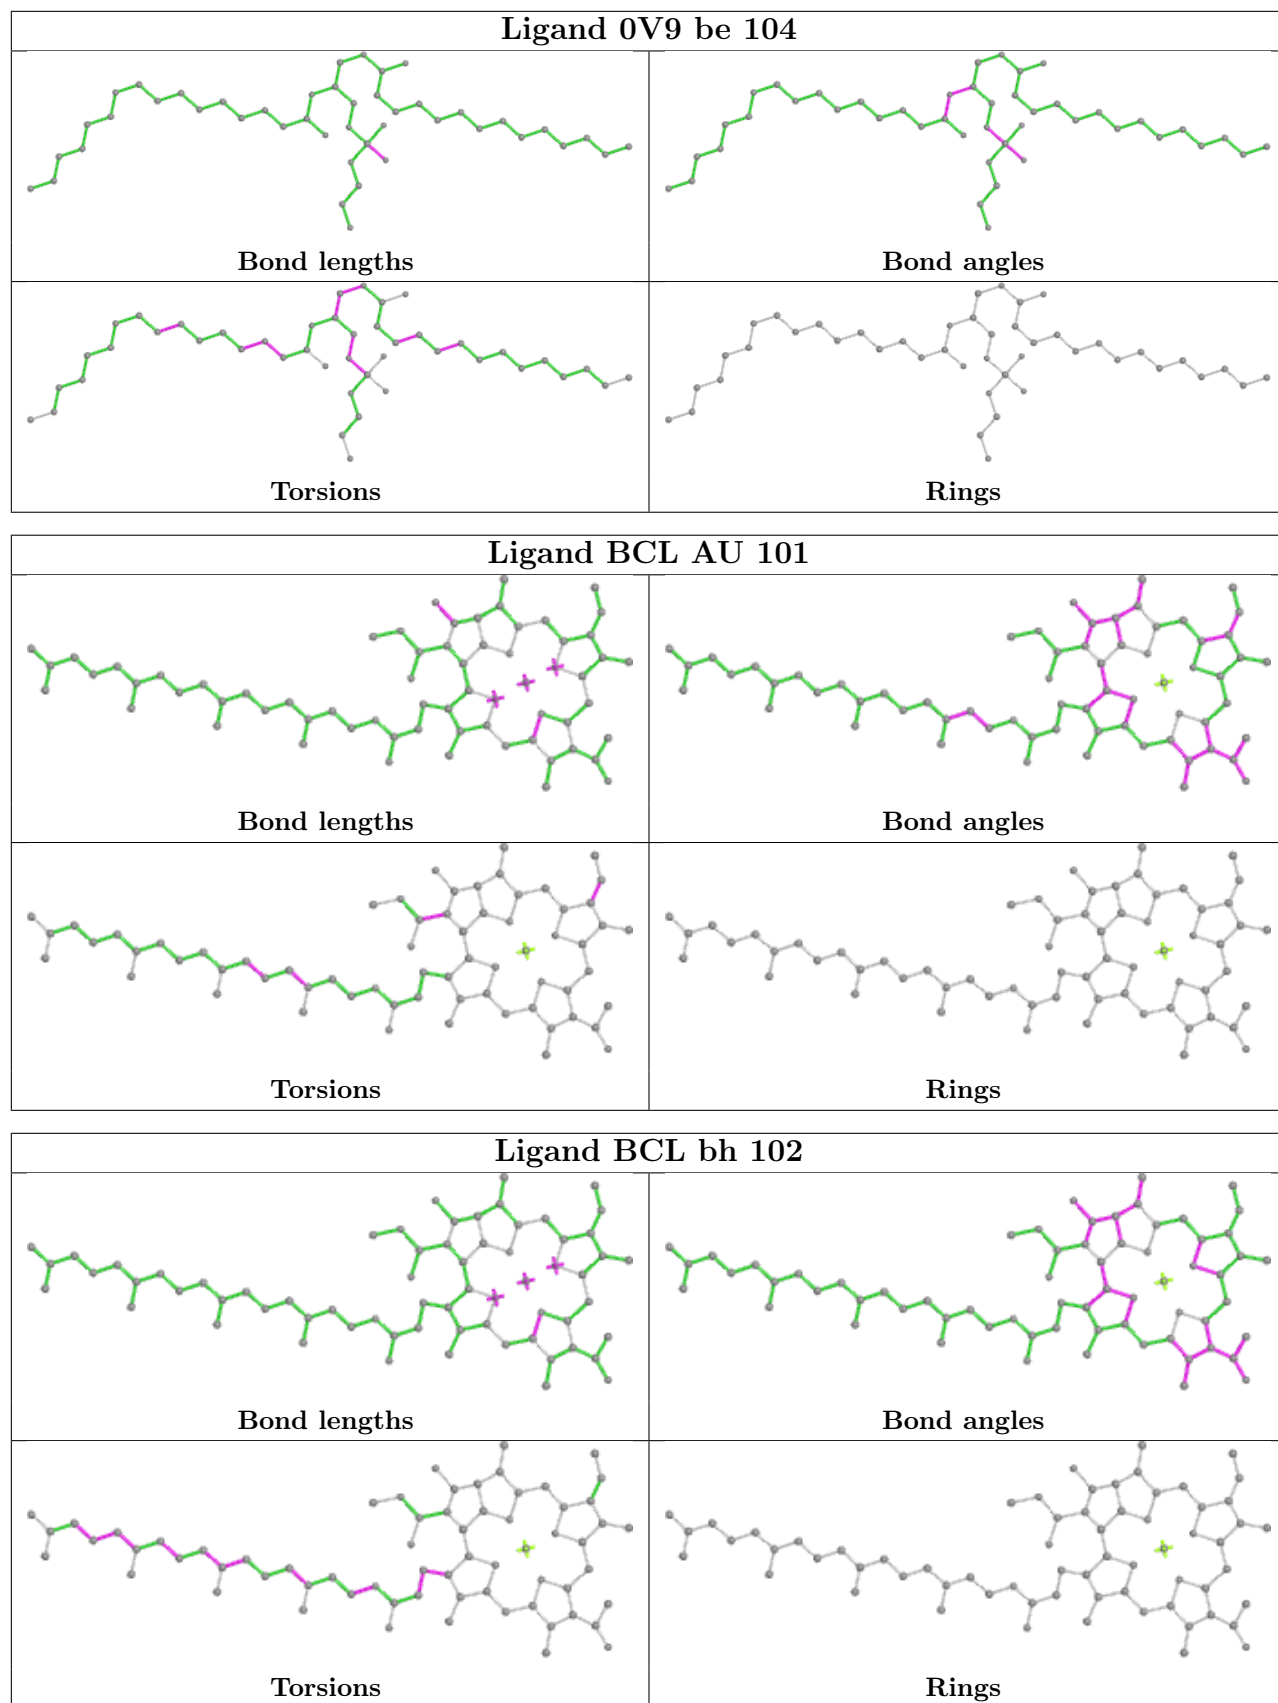 Ligand 0V9 be 104
Bond lengths
Bond angles
Torsions
Rings
Ligand BCL AU 101
Bond lengths
Bond angles
Torsions
Rings
Ligand BCL bh 102
Bond lengths
Bond angles
Torsions
Rings